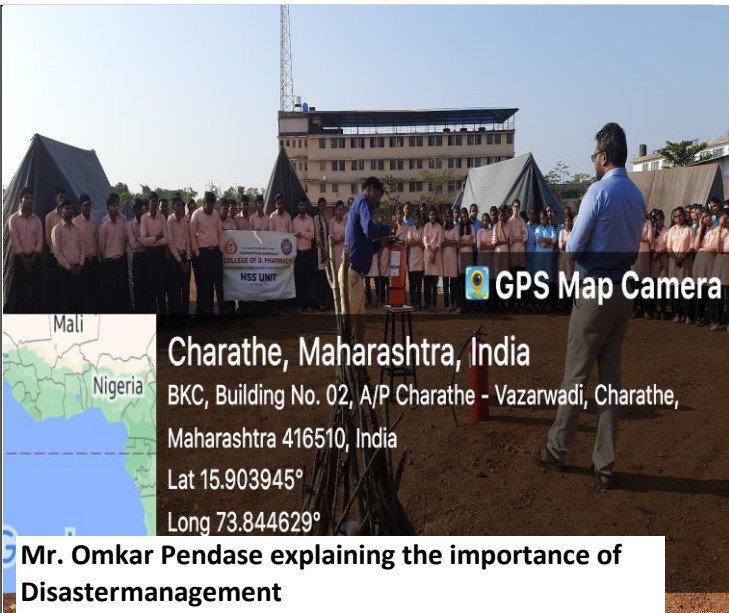 COLLEGE OF D. PHARMACY
NSS UNIT
GPS Map Camera
Mali
Nigeria
Charathe, Maharashtra, India
BKC, Building No. 02, A/P Charathe - Vazarwadi, Charathe,
Maharashtra 416510, India
Lat 15.903945°
Long 73.844629°
Mr. Omkar Pendase explaining the importance of
Disastermanagement